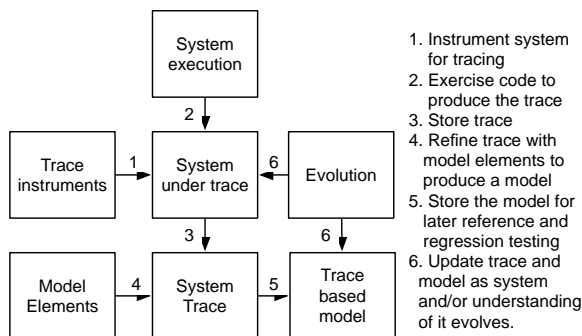 System
execution
2
Trace
instruments
1
System
under trace
6
Evolution
3
6
Model
Elements
4
System
Trace
5
Trace
based
model
1. Instrument system
for tracing
2. Exercise code to
produce the trace
3. Store trace
4. Refine trace with
model elements to
produce a model
5. Store the model for
later reference and
regression testing
6. Update trace and
model as system
and/or understanding
of it evolves.